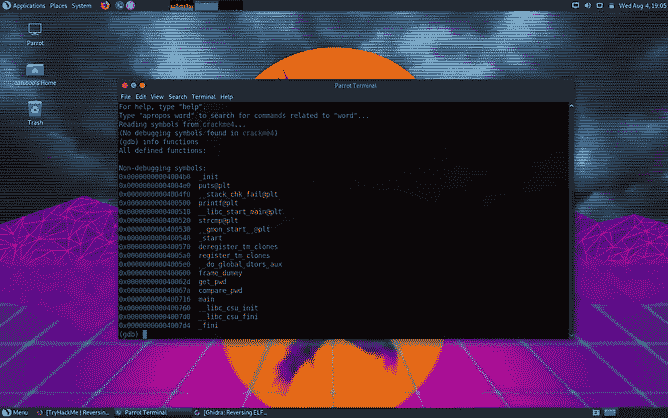 Applications Places System
Wed Aug 4, 19:05
Parrot
Trash
Parrot Terminal
File Edit View Search Terminal Help
For help, type "help".
Type "apropos word" to search for commands related to "word"...
Reading symbols from crackme4...
(No debugging symbols found in crackme4)
(gdb) info functions
All defined functions:
Non-debugging symbols:
0x00000000004004b0 _init
0x00000000004004e0 puts@plt
0x00000000004004f0 __stack_chk_fail@plt
0x0000000000400500 printf@plt
0x0000000000400510 __libc_start_main@plt
0x0000000000400520 strcmp@plt
0x0000000000400530 __gmon_start__@plt
0x0000000000400540 _start
0x0000000000400570 deregister_tm_clones
0x00000000004005a0 register_tm_clones
0x00000000004005e0 __do_global_dtors_aux
0x0000000000400600 frame_dummy
0x000000000040062d get_pwd
0x000000000040067a compare_pwd
0x0000000000400716 main
0x0000000000400760 __libc_csu_init
0x00000000004007d0 __libc_csu_fini
0x00000000004007d4 _fini
(gdb)
Menu
[TryHackMe | Reversing...
Parrot Terminal
[Ghidra: Reversing ELF...